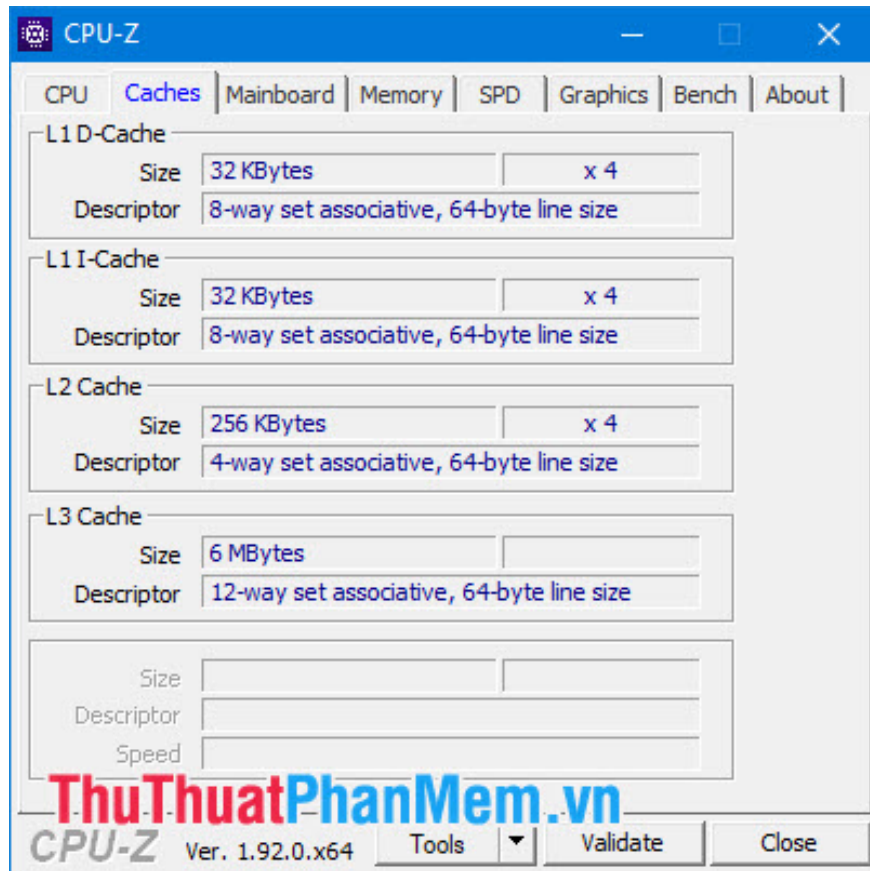 CPU-Z
CPU Caches Mainboard Memory SPD Graphics Bench About
L1 D-Cache
Size 32 KBytes x 4
Descriptor 8-way set associative, 64-byte line size
L1 I-Cache
Size 32 KBytes x 4
Descriptor 8-way set associative, 64-byte line size
L2 Cache
Size 256 KBytes x 4
Descriptor 4-way set associative, 64-byte line size
L3 Cache
Size 6 MBytes
Descriptor 12-way set associative, 64-byte line size
Size
Descriptor
Speed
ThuThuatPhanMem.vn
CPU-Z Ver. 1.92.0.x64 Tools Validate Close